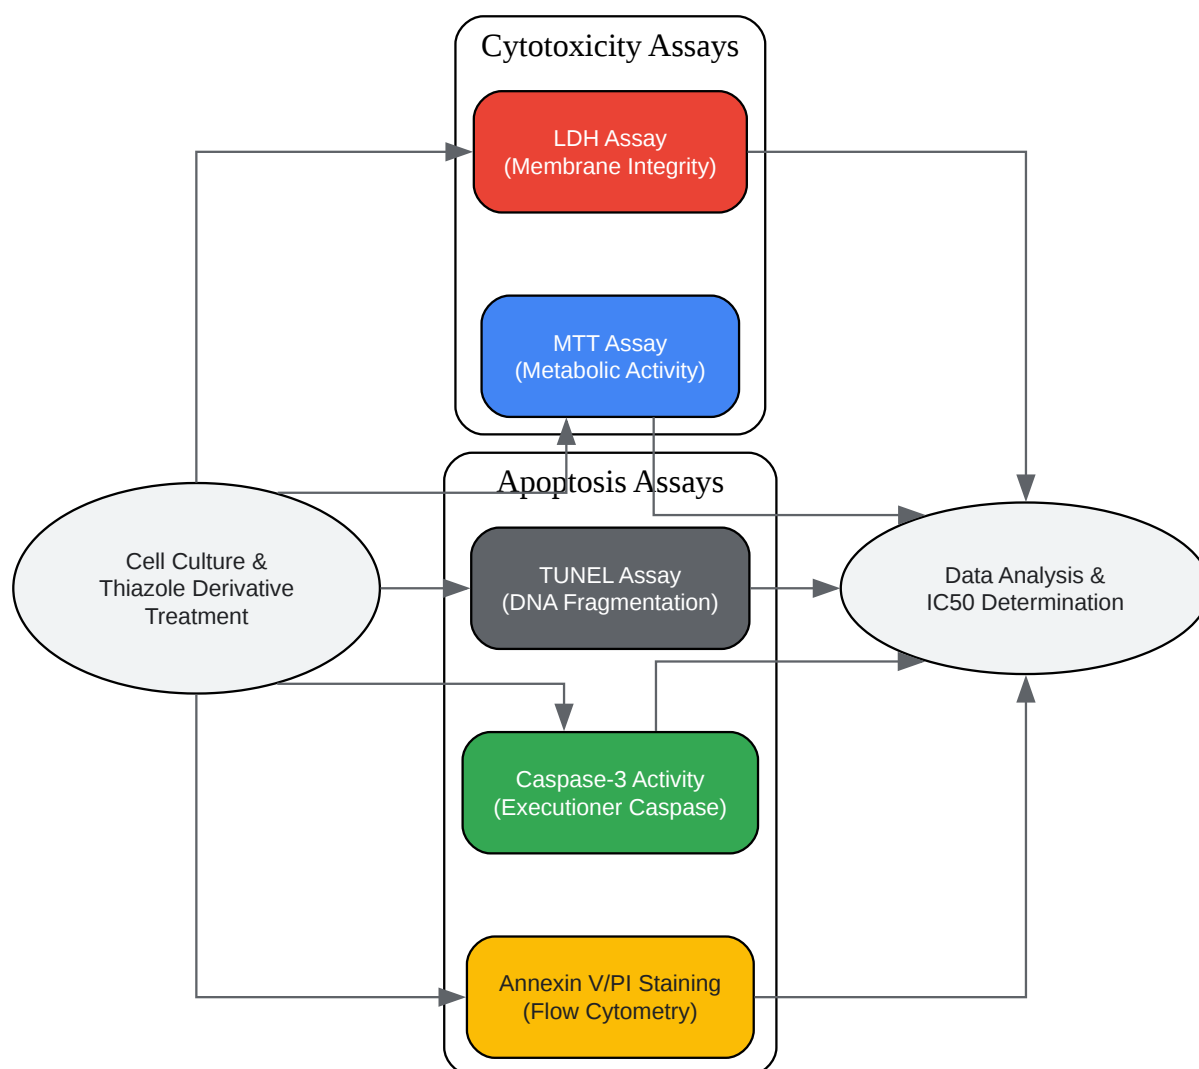 Cytotoxicity Assays
LDH Assay
(Membrane Integrity)
MTT Assay
(Metabolic Activity)
Apoptosis Assays
Cell Culture &
Thiazole Derivative
Treatment
TUNEL Assay
(DNA Fragmentation)
Data Analysis &
IC50 Determination
Caspase-3 Activity
(Executioner Caspase)
Annexin V/PI Staining
(Flow Cytometry)